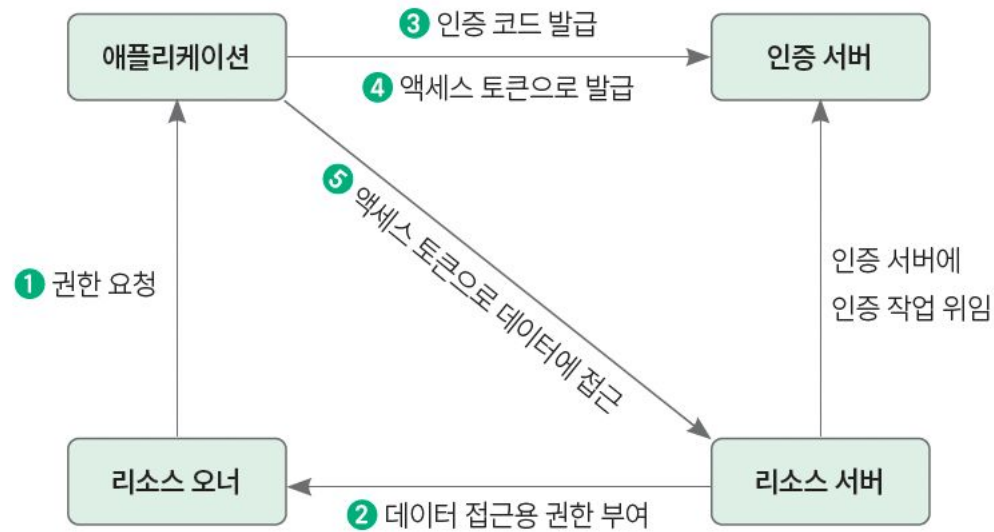 애플리케이션
③ 인증 코드 발급
④ 액세스 토큰으로 발급
인증 서버
⑤ 액세스 토큰으로 데이터에 접근
① 권한 요청
인증 서버에
인증 작업 위임
리소스 오너
② 데이터 접근용 권한 부여
리소스 서버